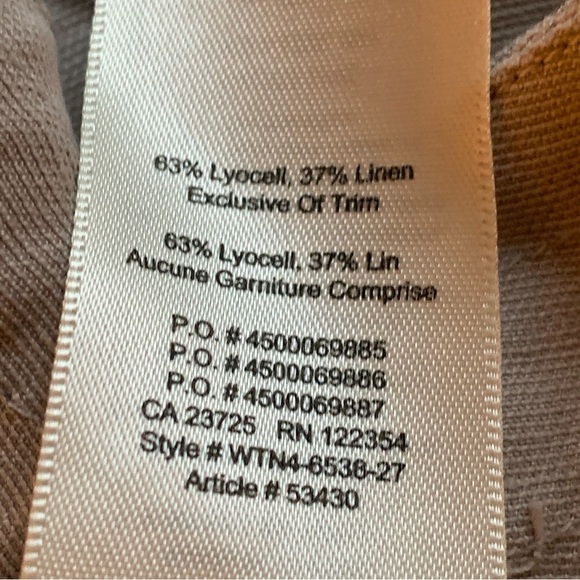 63% Lyocell, 37% Linen
Exclusive Of Trim
63% Lyocell, 37% Lin
Aucune Garniture Comprise
P.O. # 4500069885
P.O. # 4500069886
P.O. # 4500069887
CA 23725 RN 122354
Style # WTN4-6536-27
Article # 53430